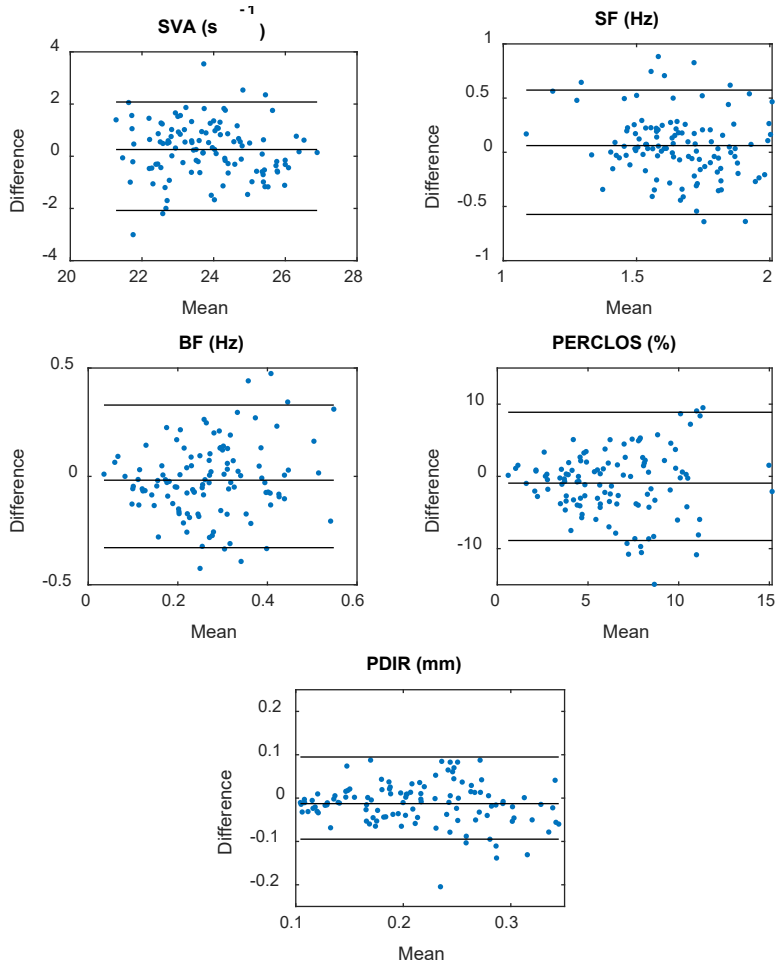 SVA (s⁻¹)
4
2
0
-2
-4
20
22
24
26
28
Difference
Mean
SF (Hz)
1
0.5
0
-0.5
-1
1
1.5
2
Difference
Mean
BF (Hz)
0.5
0
-0.5
0
0.2
0.4
0.6
Difference
Mean
PERCLOS (%)
10
0
-10
0
5
10
15
Difference
Mean
PDIR (mm)
0.2
0.1
0
-0.1
-0.2
0.1
0.2
0.3
Difference
Mean